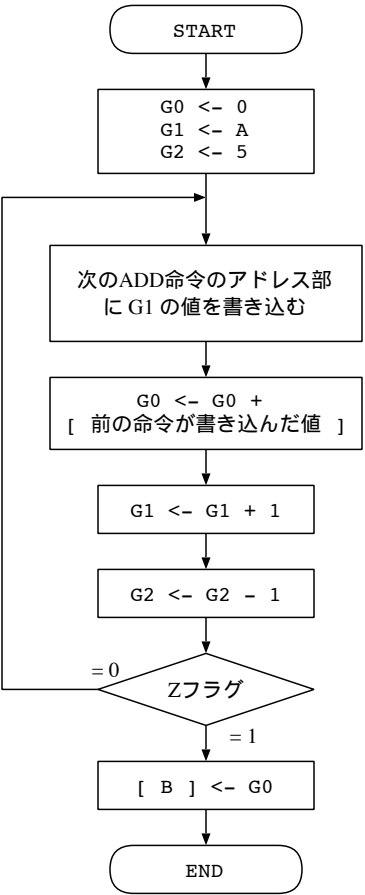 START
G0 <- 0
G1 <- A
G2 <- 5
次のADD命令のアドレス部
に G1 の値を書き込む
G0 <- G0 +
[ 前の命令が書き込んだ値 ]
G1 <- G1 + 1
G2 <- G2 - 1
= 0
Zフラグ
= 1
[ B ] <- G0
END